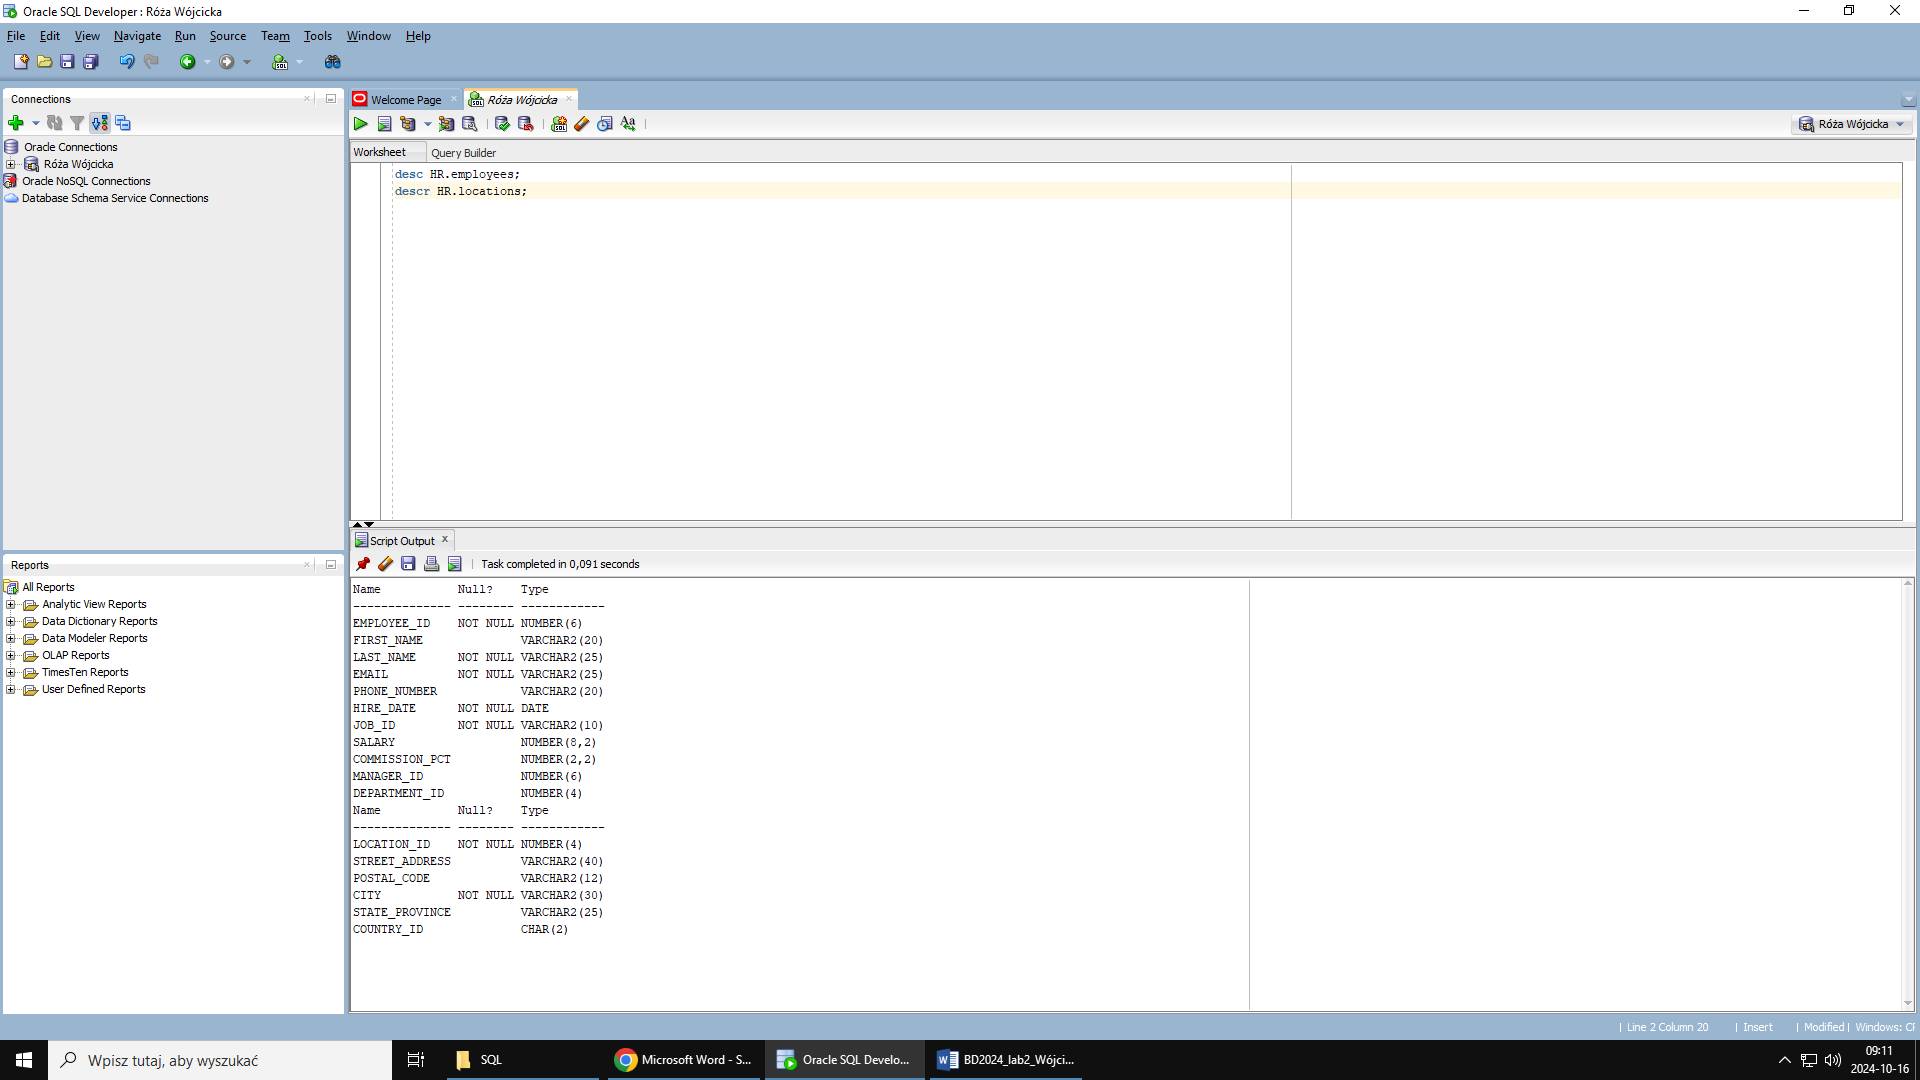 Oracle SQL Developer : Róża Wójcicka
File Edit View Navigate Run Source Team Tools Window Help
Connections
Oracle Connections
Róża Wójcicka
Oracle NoSQL Connections
Database Schema Service Connections
Reports
All Reports
Analytic View Reports
Data Dictionary Reports
Data Modeler Reports
OLAP Reports
TimesTen Reports
User Defined Reports
Welcome Page Róża Wójcicka
Róża Wójcicka
Worksheet Query Builder
desc HR.employees;
descr HR.locations;
Script Output
Task completed in 0,091 seconds
Name Null? Type
-------------- -------- ------------
EMPLOYEE_ID NOT NULL NUMBER(6)
FIRST_NAME VARCHAR2(20)
LAST_NAME NOT NULL VARCHAR2(25)
EMAIL NOT NULL VARCHAR2(25)
PHONE_NUMBER VARCHAR2(20)
HIRE_DATE NOT NULL DATE
JOB_ID NOT NULL VARCHAR2(10)
SALARY NUMBER(8,2)
COMMISSION_PCT NUMBER(2,2)
MANAGER_ID NUMBER(6)
DEPARTMENT_ID NUMBER(4)
Name Null? Type
-------------- -------- ------------
LOCATION_ID NOT NULL NUMBER(4)
STREET_ADDRESS VARCHAR2(40)
POSTAL_CODE VARCHAR2(12)
CITY NOT NULL VARCHAR2(30)
STATE_PROVINCE VARCHAR2(25)
COUNTRY_ID CHAR(2)
| Line 2 Column 20 | Insert | Modified | Windows: CF
Wpisz tutaj, aby wyszukać
SQL
Microsoft Word - S...
Oracle SQL Develo...
BD2024_lab2_Wójci...
09:11
2024-10-16